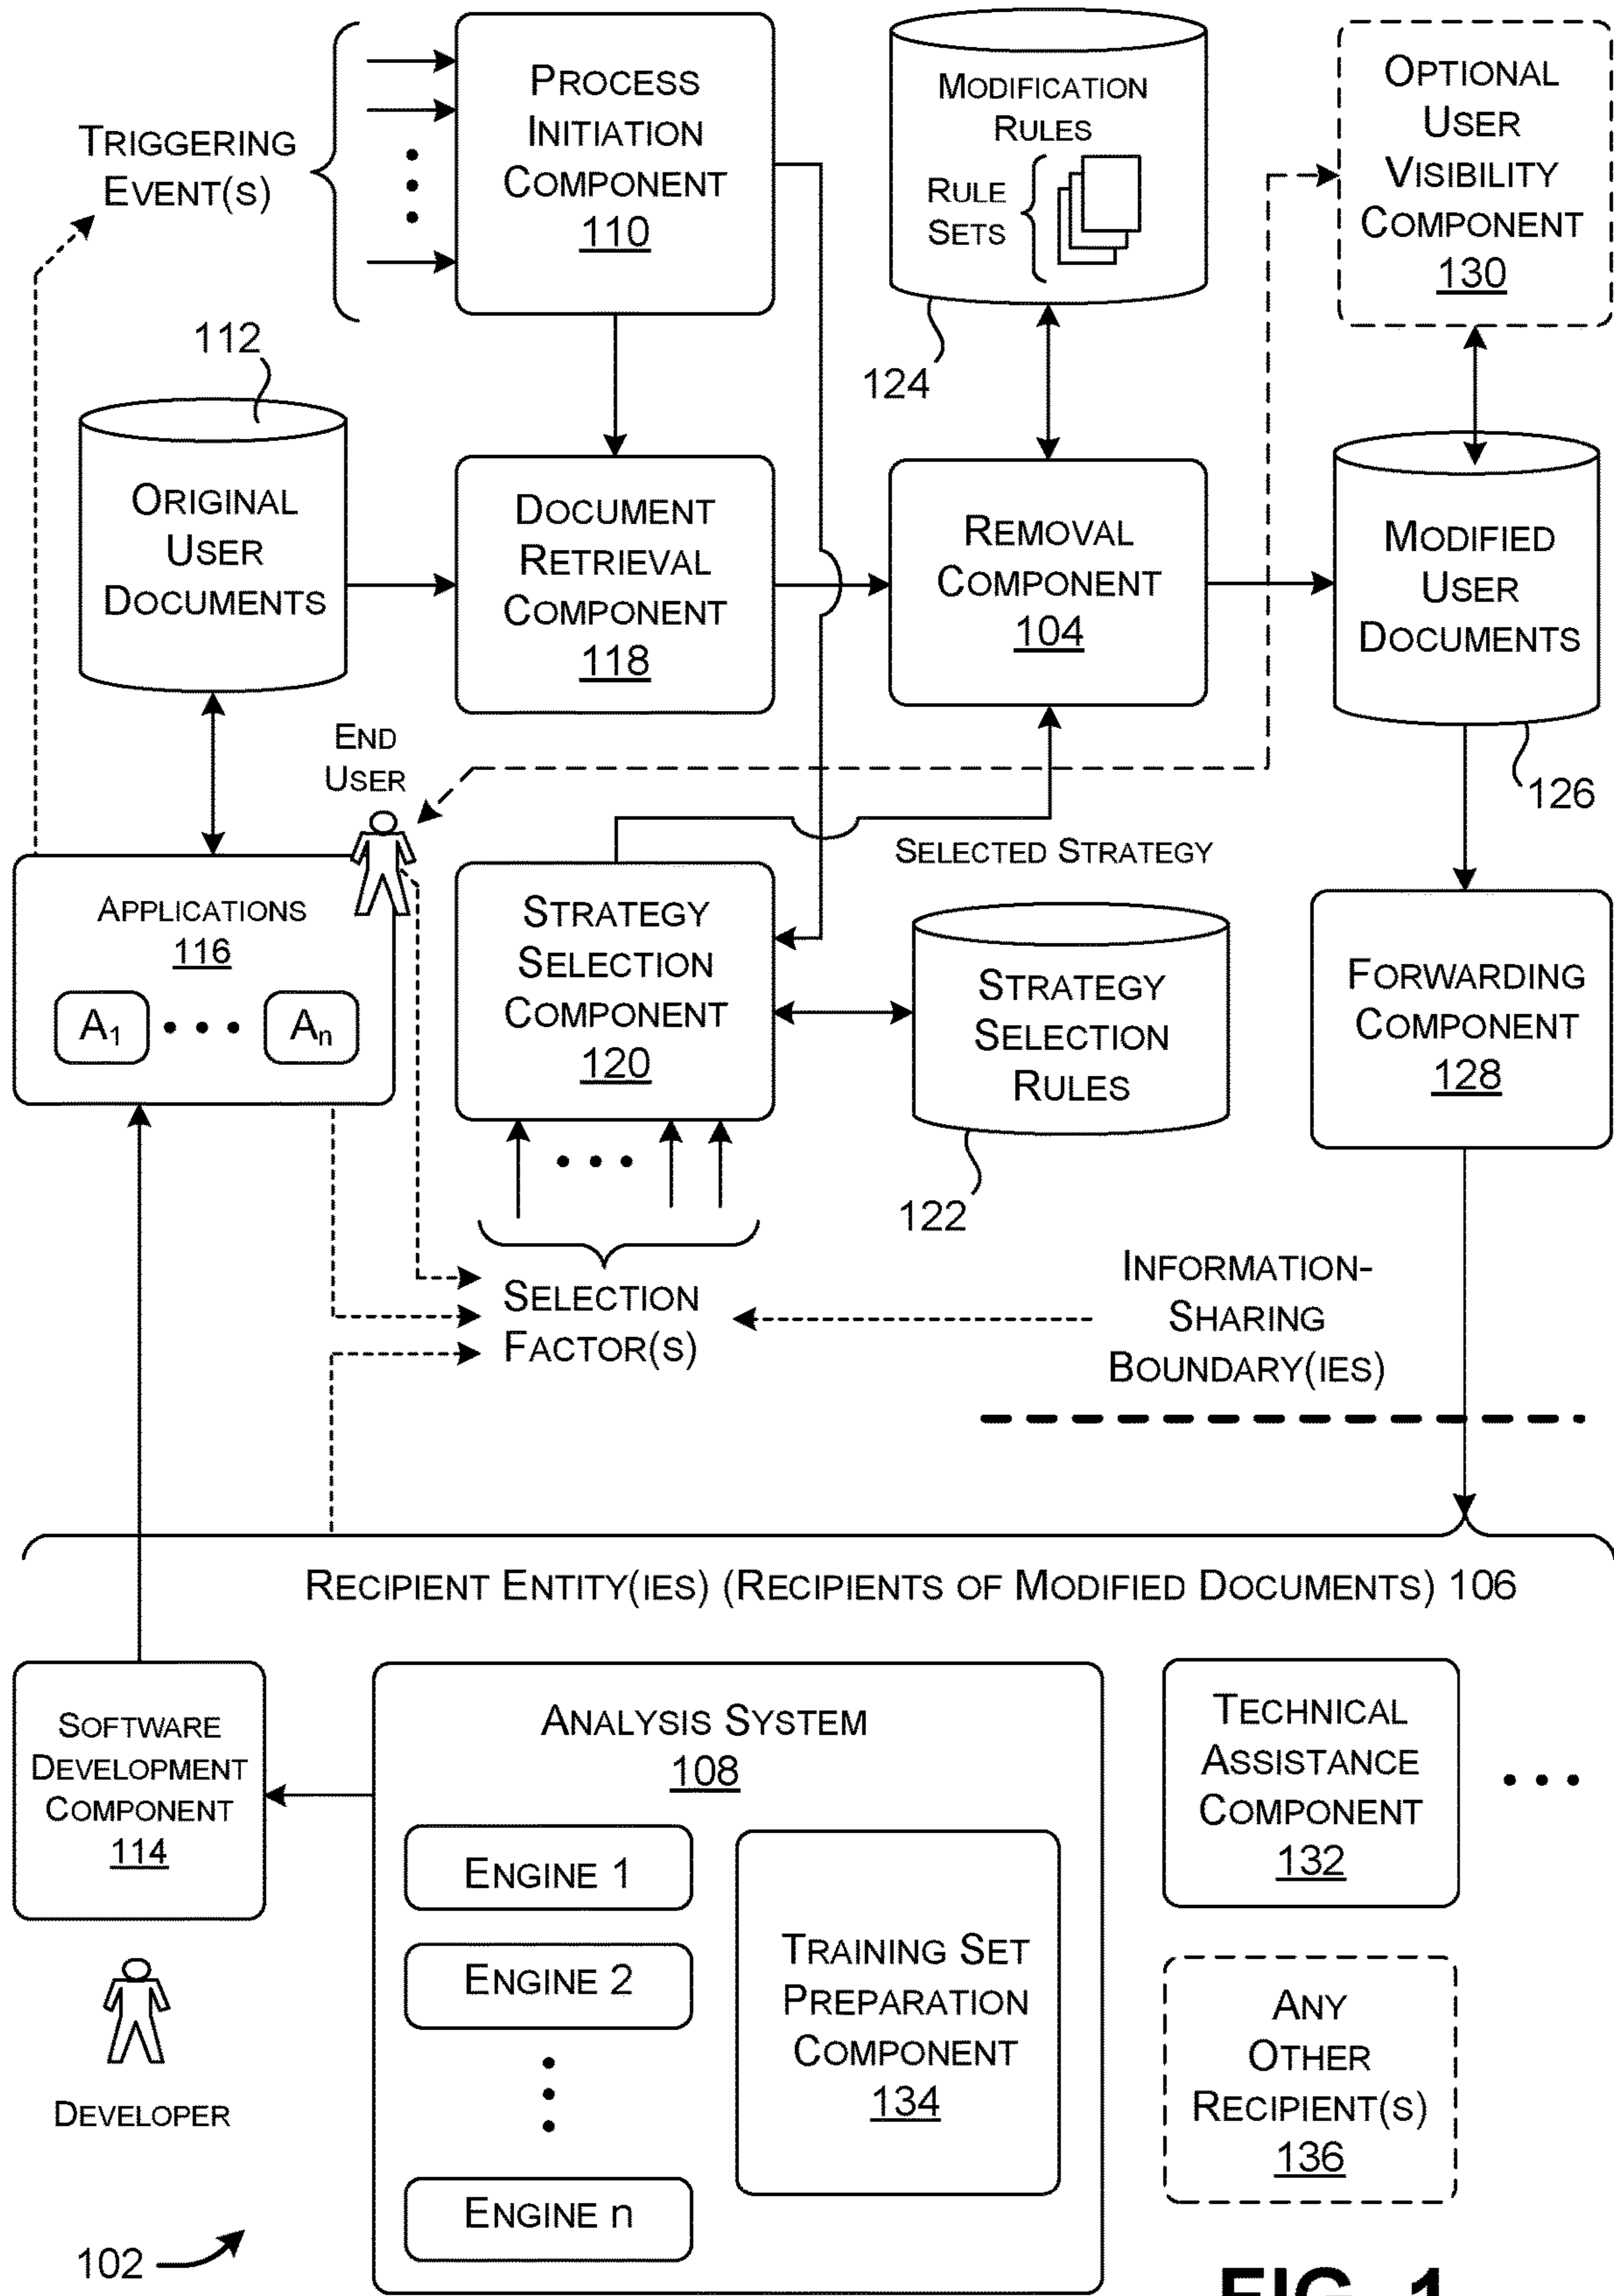 PROCESS
INITIATION
COMPONENT
110
TRIGGERING
EVENT(S)
MODIFICATION
RULES
RULE
SETS
124
OPTIONAL
USER
VISIBILITY
COMPONENT
130
112
ORIGINAL
USER
DOCUMENTS
DOCUMENT
RETRIEVAL
COMPONENT
118
REMOVAL
COMPONENT
104
MODIFIED
USER
DOCUMENTS
126
END
USER
APPLICATIONS
116
A1 • • • An
SELECTED STRATEGY
STRATEGY
SELECTION
COMPONENT
120
STRATEGY
SELECTION
RULES
122
FORWARDING
COMPONENT
128
SELECTION
FACTOR(S)
INFORMATION-
SHARING
BOUNDARY(IES)
RECIPIENT ENTITY(IES) (RECIPIENTS OF MODIFIED DOCUMENTS) 106
SOFTWARE
DEVELOPMENT
COMPONENT
114
DEVELOPER
ANALYSIS SYSTEM
108
ENGINE 1
ENGINE 2
ENGINE n
TRAINING SET
PREPARATION
COMPONENT
134
TECHNICAL
ASSISTANCE
COMPONENT
132
ANY
OTHER
RECIPIENT(S)
136
102
FIG. 1